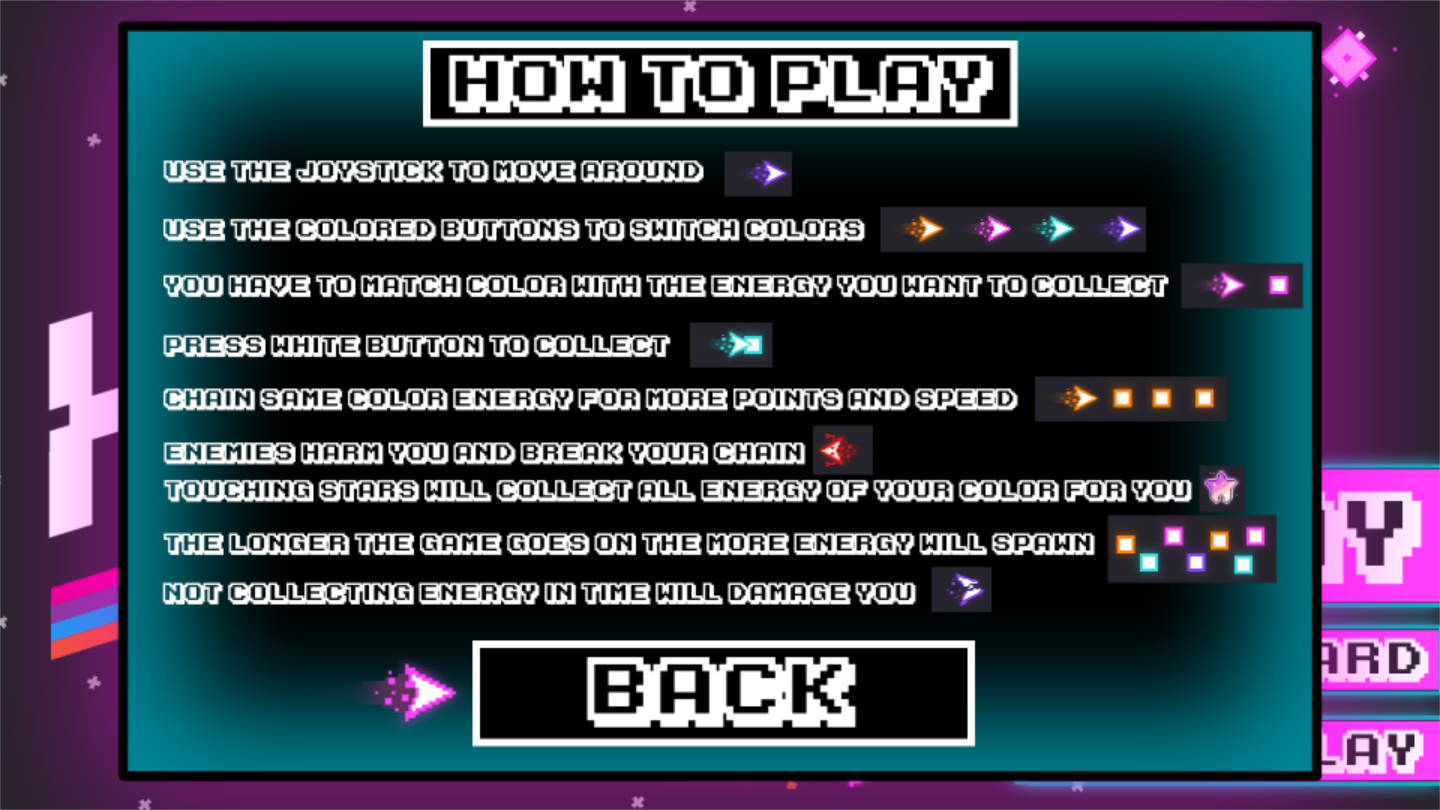 HOW TO PLAY
USE THE JOYSTICK TO MOVE AROUND
USE THE COLORED BUTTONS TO SWITCH COLORS
YOU HAVE TO MATCH COLOR WITH THE ENERGY YOU WANT TO COLLECT
PRESS WHITE BUTTON TO COLLECT
CHAIN SAME COLOR ENERGY FOR MORE POINTS AND SPEED
ENEMIES HARM YOU AND BREAK YOUR CHAIN
TOUCHING STARS WILL COLLECT ALL ENERGY OF YOUR COLOR FOR YOU
THE LONGER THE GAME GOES ON THE MORE ENERGY WILL SPAWN
NOT COLLECTING ENERGY IN TIME WILL DAMAGE YOU
BACK